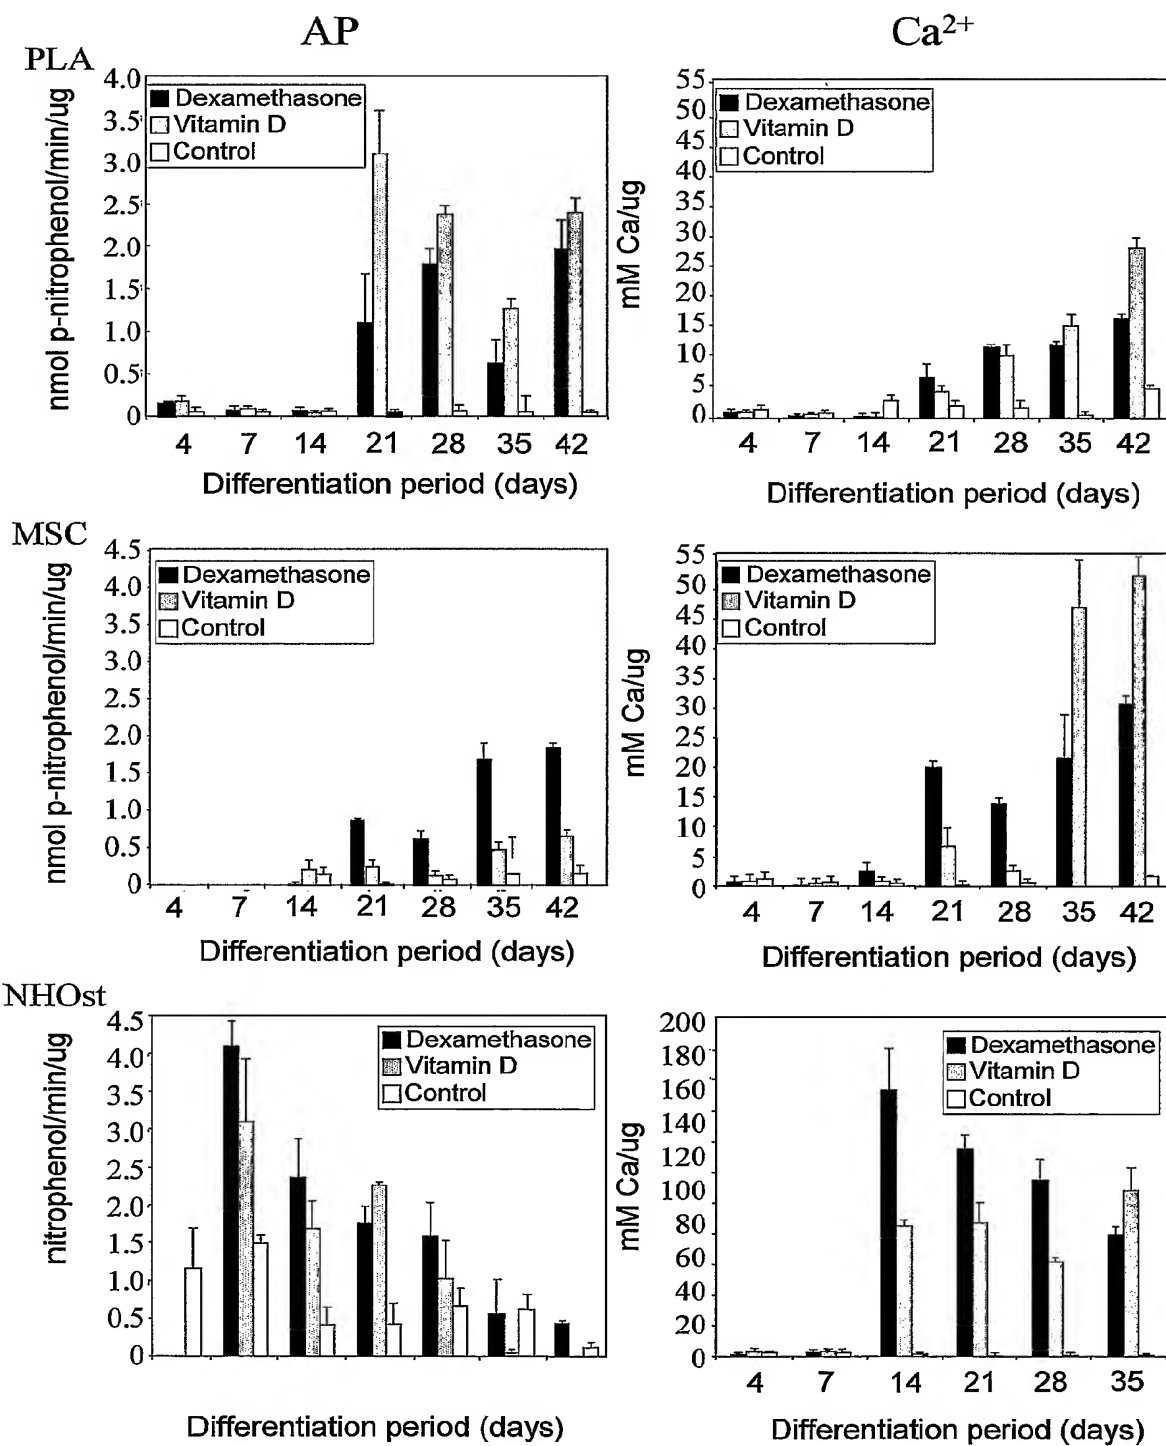 AP
Ca2+
PLA
nmol p-nitrophenol/min/ug
4.0
3.5
3.0
2.5
2.0
1.5
1.0
0.5
0
Dexamethasone
Vitamin D
Control
4 7 14 21 28 35 42
Differentiation period (days)
mM Ca/ug
55
50
45
40
35
30
25
20
15
10
5
0
Dexamethasone
Vitamin D
Control
4 7 14 21 28 35 42
Differentiation period (days)
MSC
nmol p-nitrophenol/min/ug
4.5
4.0
3.5
3.0
2.5
2.0
1.5
1.0
0.5
0
Dexamethasone
Vitamin D
Control
4 7 14 21 28 35 42
Differentiation period (days)
mM Ca/ug
55
50
45
40
35
30
25
20
15
10
5
0
Dexamethasone
Vitamin D
Control
4 7 14 21 28 35 42
Differentiation period (days)
NHOst
nitrophenol/min/ug
4.5
4.0
3.5
3.0
2.5
2.0
1.5
1.0
0.5
0
Dexamethasone
Vitamin D
Control
Differentiation period (days)
mM Ca/ug
200
180
160
140
120
100
80
60
40
20
0
Dexamethasone
Vitamin D
Control
4 7 14 21 28 35
Differentiation period (days)